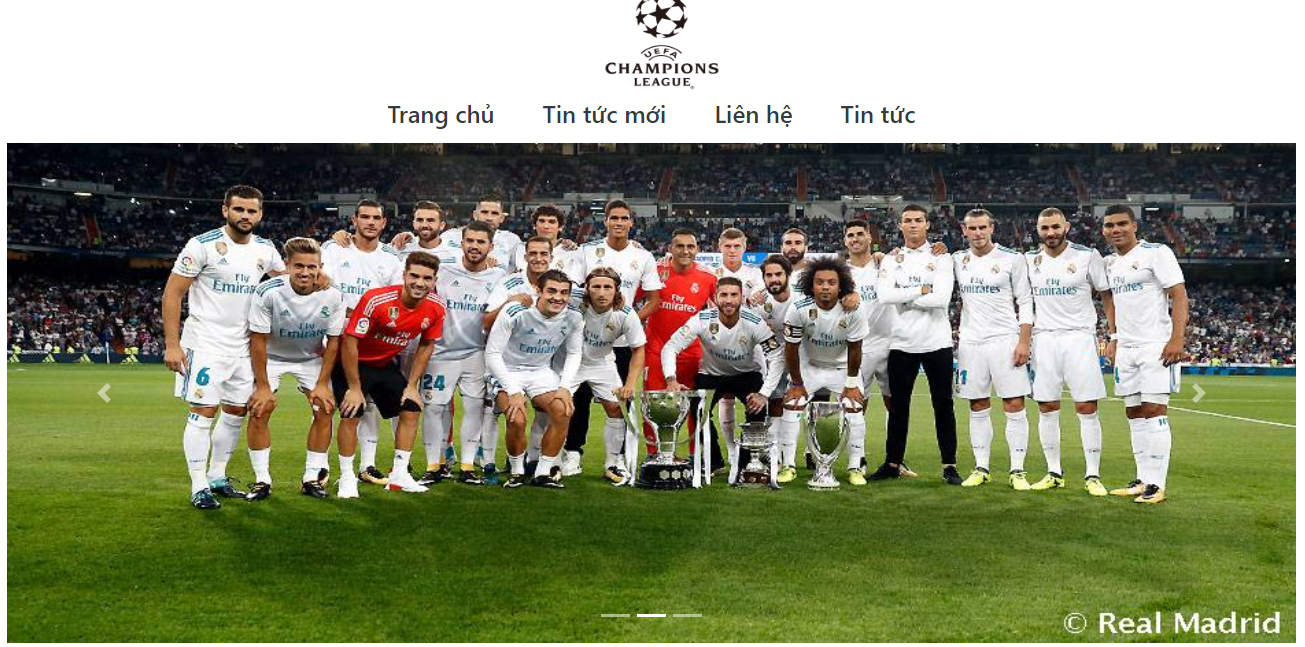 UEFA
CHAMPIONS
LEAGUE
Trang chủ
Tin tức mới
Liên hệ
Tin tức
Fly
Emirates
6
24
© Real Madrid